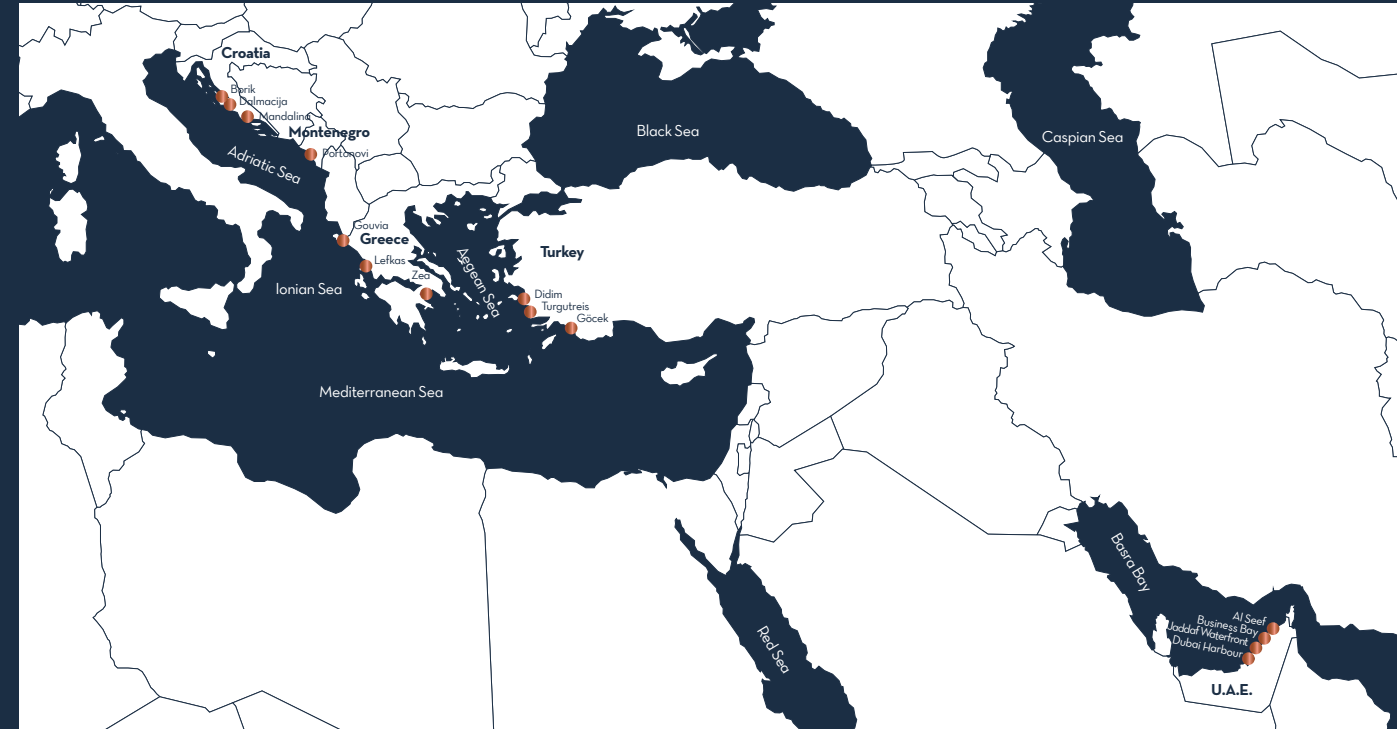 Croatia
Borik
Dalmacija
Mandalina
Montenegro
Portonovi
Adriatic Sea
Black Sea
Caspian Sea
Gouvia
Greece
Lefkas
Zea
Aegean Sea
Turkey
Ionian Sea
Didim
Turgutreis
Göcek
Mediterranean Sea
Basra Bay
Red Sea
Al Seef
Business Bay
Jaddaf Waterfront
Dubai Harbour
U.A.E.